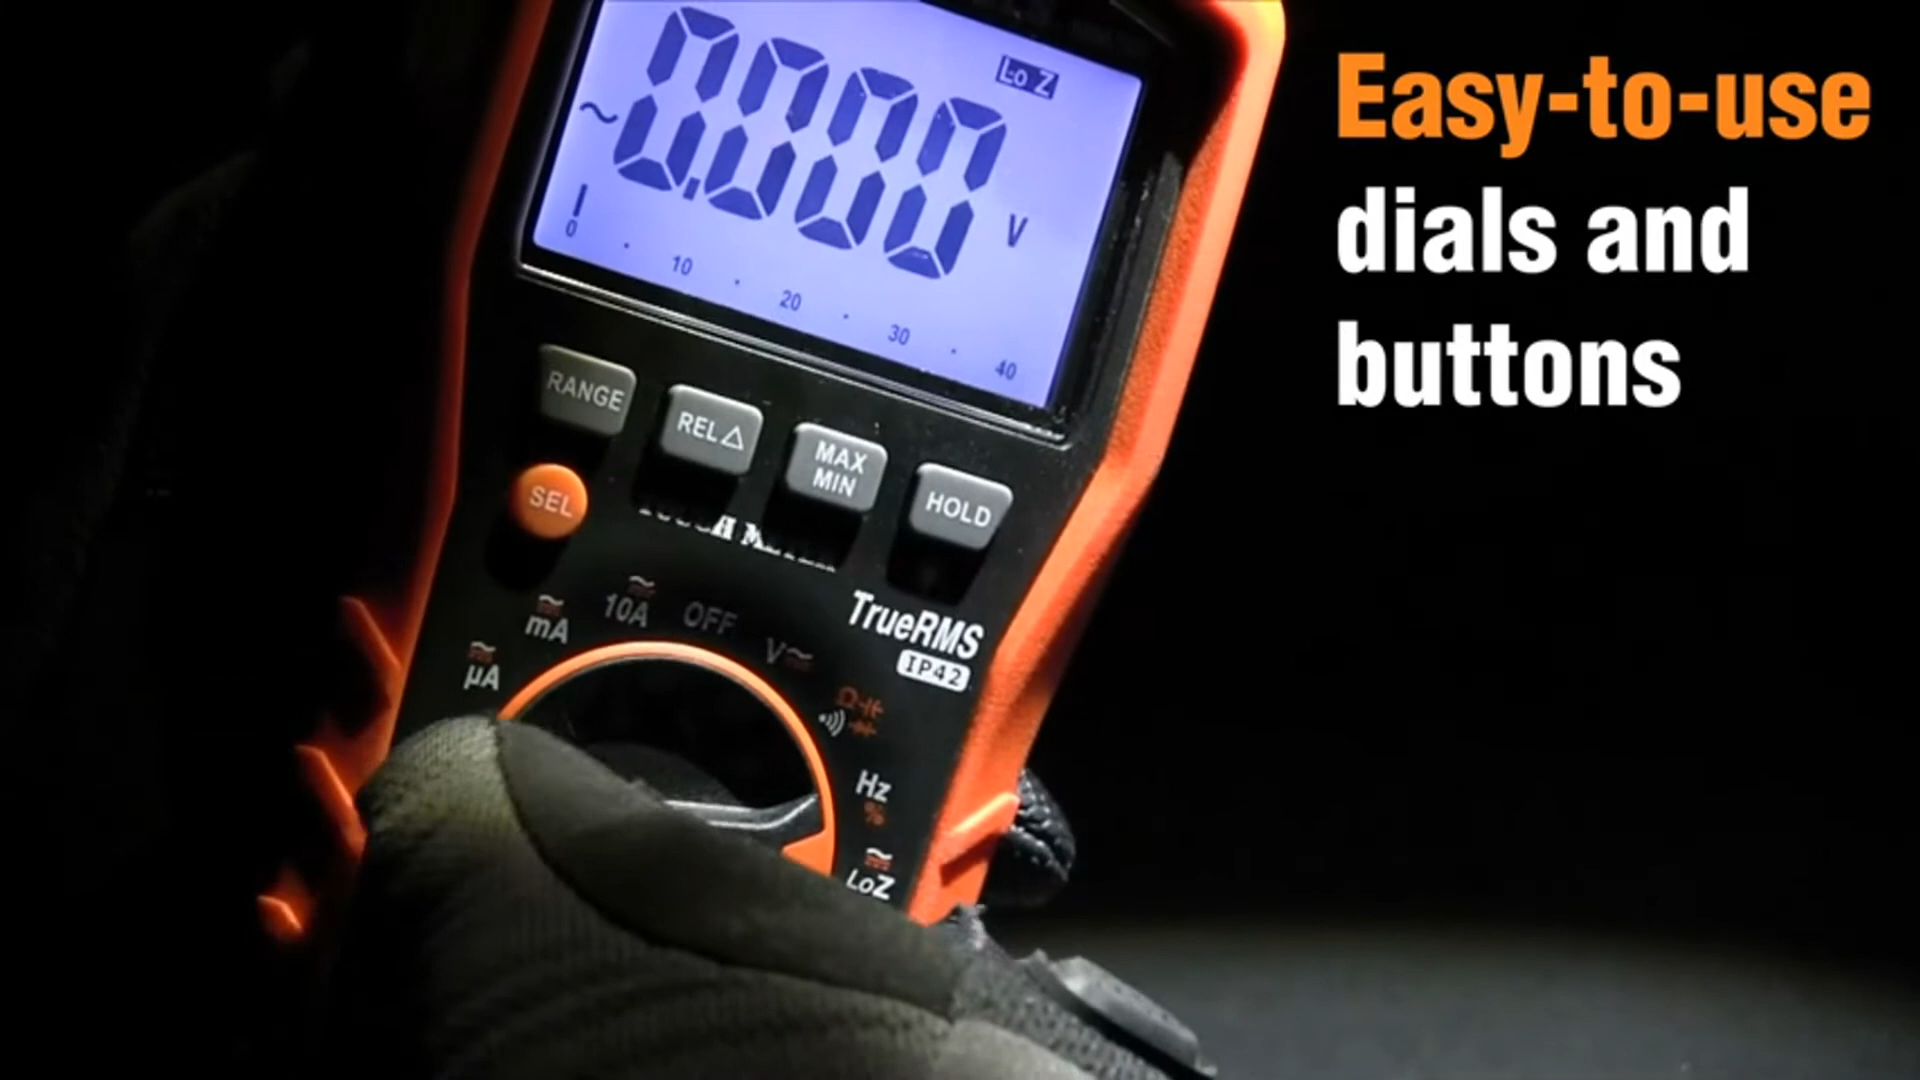 Easy-to-use
dials and
buttons
Lo Z
~0.000 V
0 10 20 30 40
RANGE
REL△
MAX
MIN
HOLD
SEL
TrueRMS
IP42
µA
mA
10A
OFF
V
Ω
Hz
%
LoZ